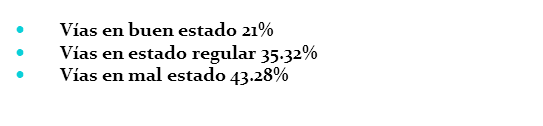 • Vías en buen estado 21%
• Vías en estado regular 35.32%
• Vías en mal estado 43.28%